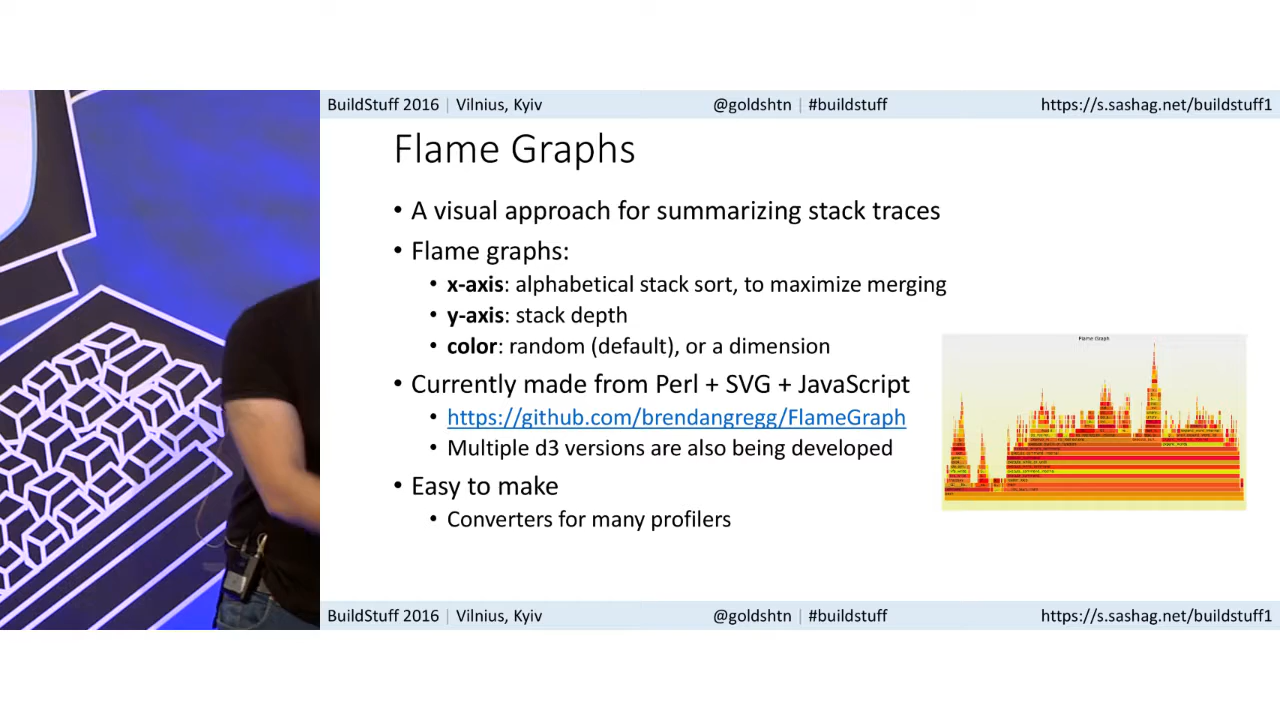 BuildStuff 2016 | Vilnius, Kyiv @goldshtn | #buildstuff https://s.sashag.net/buildstuff1
Flame Graphs
• A visual approach for summarizing stack traces
• Flame graphs:
• x-axis: alphabetical stack sort, to maximize merging
• y-axis: stack depth
• color: random (default), or a dimension
Flame Graph
• Currently made from Perl + SVG + JavaScript
• https://github.com/brendangregg/FlameGraph
• Multiple d3 versions are also being developed
• Easy to make
• Converters for many profilers
BuildStuff 2016 | Vilnius, Kyiv @goldshtn | #buildstuff https://s.sashag.net/buildstuff1